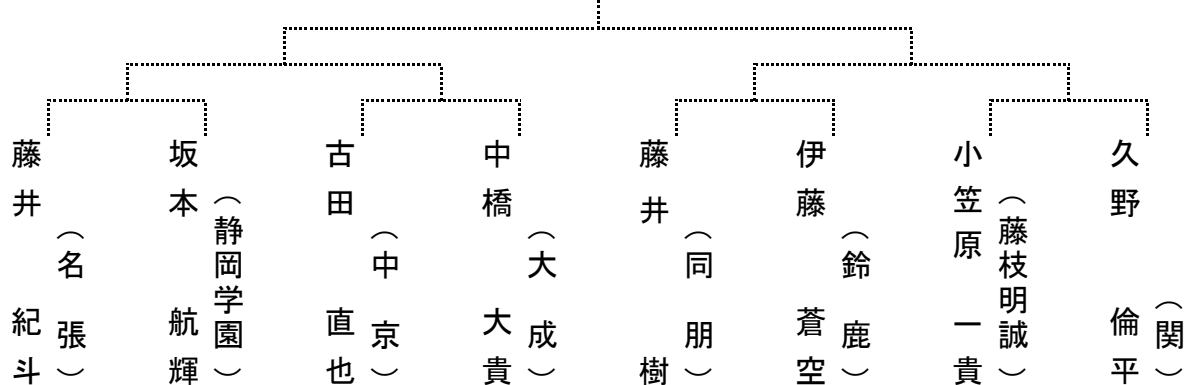 藤井 紀斗
（名張）
坂本 航輝
（静岡学園）
古田 直也
（中京）
中橋 大貴
（大成）
藤井 樹
（同朋）
伊藤 蒼空
（鈴鹿）
小笠原 一貴
（藤枝明誠）
久野 倫平
（関）